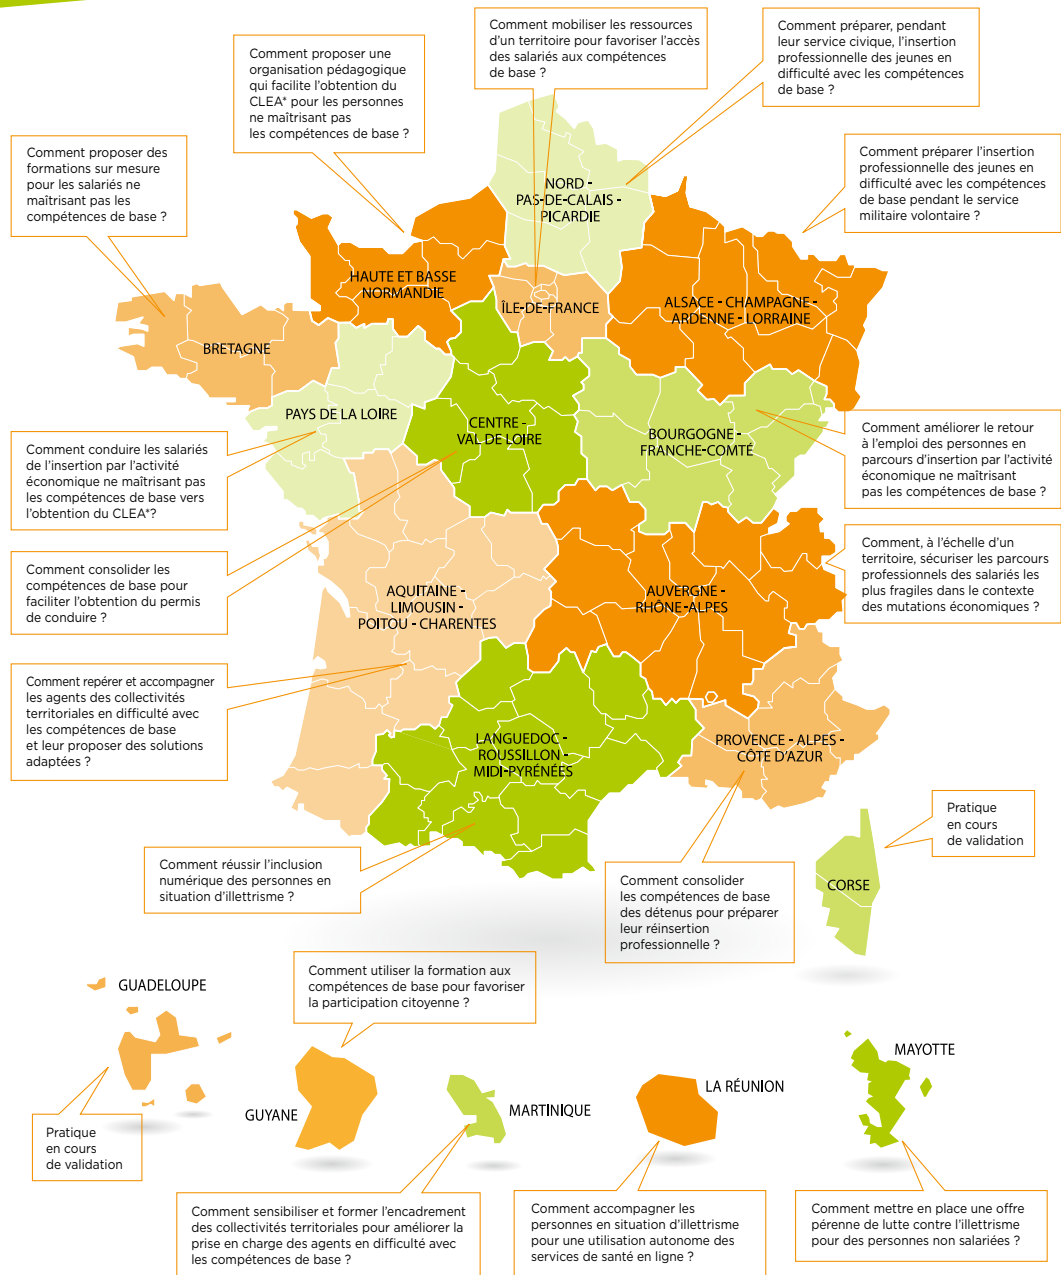 Comment mobiliser les ressources
d'un territoire pour favoriser l'accès
des salariés aux compétences
de base ?
Comment préparer, pendant
leur service civique, l'insertion
professionnelle des jeunes en
difficulté avec les compétences
de base ?
Comment proposer une
organisation pédagogique
qui facilite l'obtention du
CLEA* pour les personnes
ne maîtrisant pas
les compétences de base ?
Comment proposer des
formations sur mesure
pour les salariés ne
maîtrisant pas les
compétences de base ?
Comment préparer l'insertion
professionnelle des jeunes en
difficulté avec les compétences
de base pendant le service
militaire volontaire ?
NORD -
PAS-DE-CALAIS -
PICARDIE
HAUTE ET BASSE
NORMANDIE
ÎLE-DE-FRANCE
ALSACE - CHAMPAGNE -
ARDENNE - LORRAINE
BRETAGNE
PAYS DE LA LOIRE
CENTRE -
VAL DE LOIRE
BOURGOGNE -
FRANCHE-COMTÉ
Comment conduire les salariés
de l'insertion par l'activité
économique ne maîtrisant pas
les compétences de base vers
l'obtention du CLEA*?
Comment améliorer le retour
à l'emploi des personnes en
parcours d'insertion par l'activité
économique ne maîtrisant
pas les compétences de base ?
Comment consolider les
compétences de base pour
faciliter l'obtention du permis
de conduire ?
Comment, à l'échelle d'un
territoire, sécuriser les parcours
professionnels des salariés les
plus fragiles dans le contexte
des mutations économiques ?
AQUITAINE -
LIMOUSIN -
POITOU - CHARENTES
AUVERGNE -
RHÔNE-ALPES
Comment repérer et accompagner
les agents des collectivités
territoriales en difficulté avec
les compétences de base
et leur proposer des solutions
adaptées ?
LANGUEDOC -
ROUSSILLON -
MIDI-PYRÉNÉES
PROVENCE - ALPES -
CÔTE D'AZUR
Pratique
en cours
de validation
Comment réussir l'inclusion
numérique des personnes en
situation d'illettrisme ?
Comment consolider
les compétences de base
des détenus pour préparer
leur réinsertion
professionnelle ?
CORSE
GUADELOUPE
Comment utiliser la formation aux
compétences de base pour favoriser
la participation citoyenne ?
MAYOTTE
GUYANE
MARTINIQUE
LA RÉUNION
Pratique
en cours
de validation
Comment sensibiliser et former l'encadrement
des collectivités territoriales pour améliorer la
prise en charge des agents en difficulté avec
les compétences de base ?
Comment accompagner les
personnes en situation d'illettrisme
pour une utilisation autonome des
services de santé en ligne ?
Comment mettre en place une offre
pérenne de lutte contre l'illettrisme
pour des personnes non salariées ?